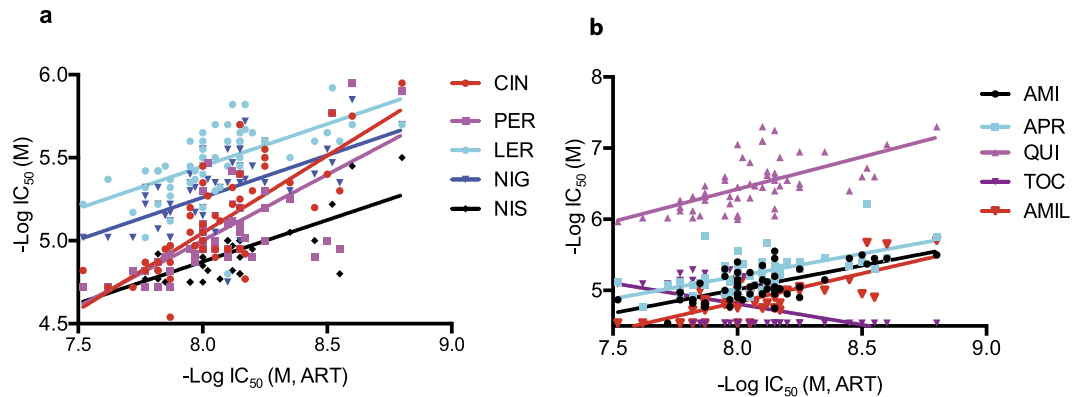 a
6.0
5.5
5.0
4.5
7.5 8.0 8.5 9.0
-Log IC50 (M)
-Log IC50 (M, ART)
CIN
PER
LER
NIG
NIS
b
8
7
6
5
7.5 8.0 8.5 9.0
-Log IC50 (M)
-Log IC50 (M, ART)
AMI
APR
QUI
TOC
AMIL